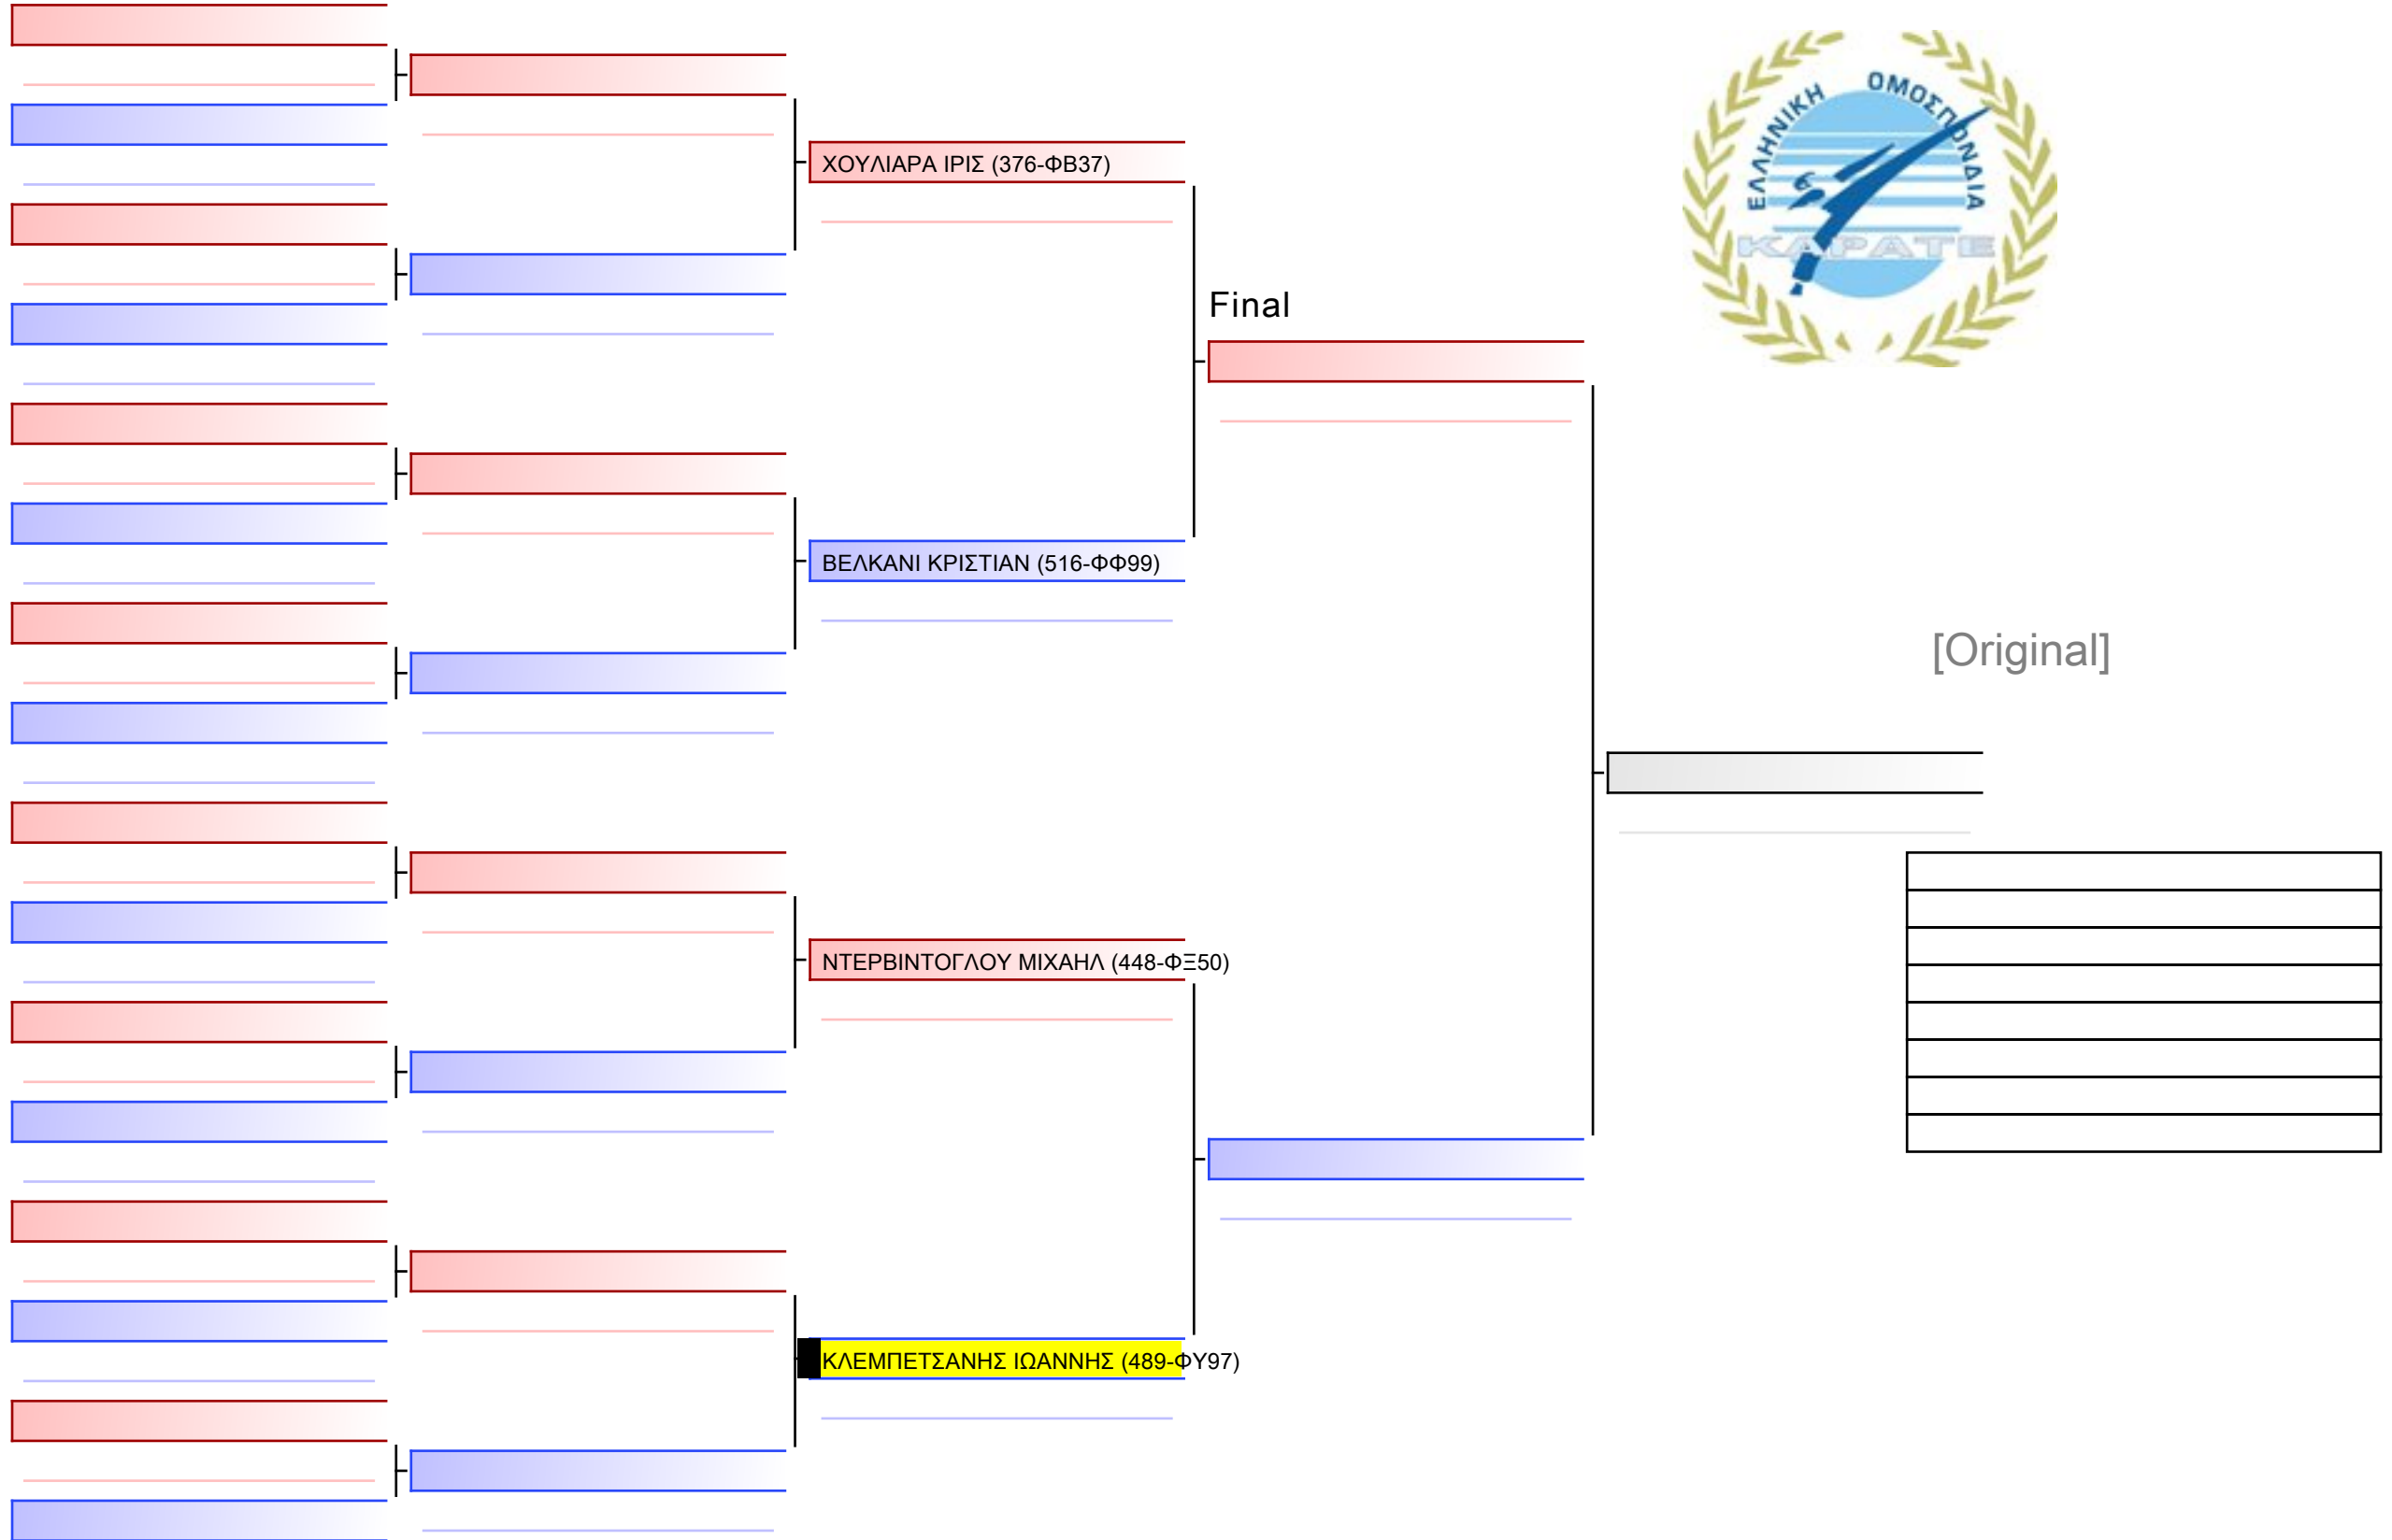 ΕΛΛΗΝΙΚΗ ΟΜΟΣΠΟΝΔΙΑ
ΚΑΡΑΤΕ
ΧΟΥΛΙΑΡΑ ΙΡΙΣ (376-ΦΒ37)
Final
ΒΕΛΚΑΝΙ ΚΡΙΣΤΙΑΝ (516-ΦΦ99)
[Original]
ΝΤΕΡΒΙΝΤΟΓΛΟΥ ΜΙΧΑΗΛ (448-ΦΞ50)
ΚΛΕΜΠΕΤΣΑΝΗΣ ΙΩΑΝΝΗΣ (489-ΦΥ97)